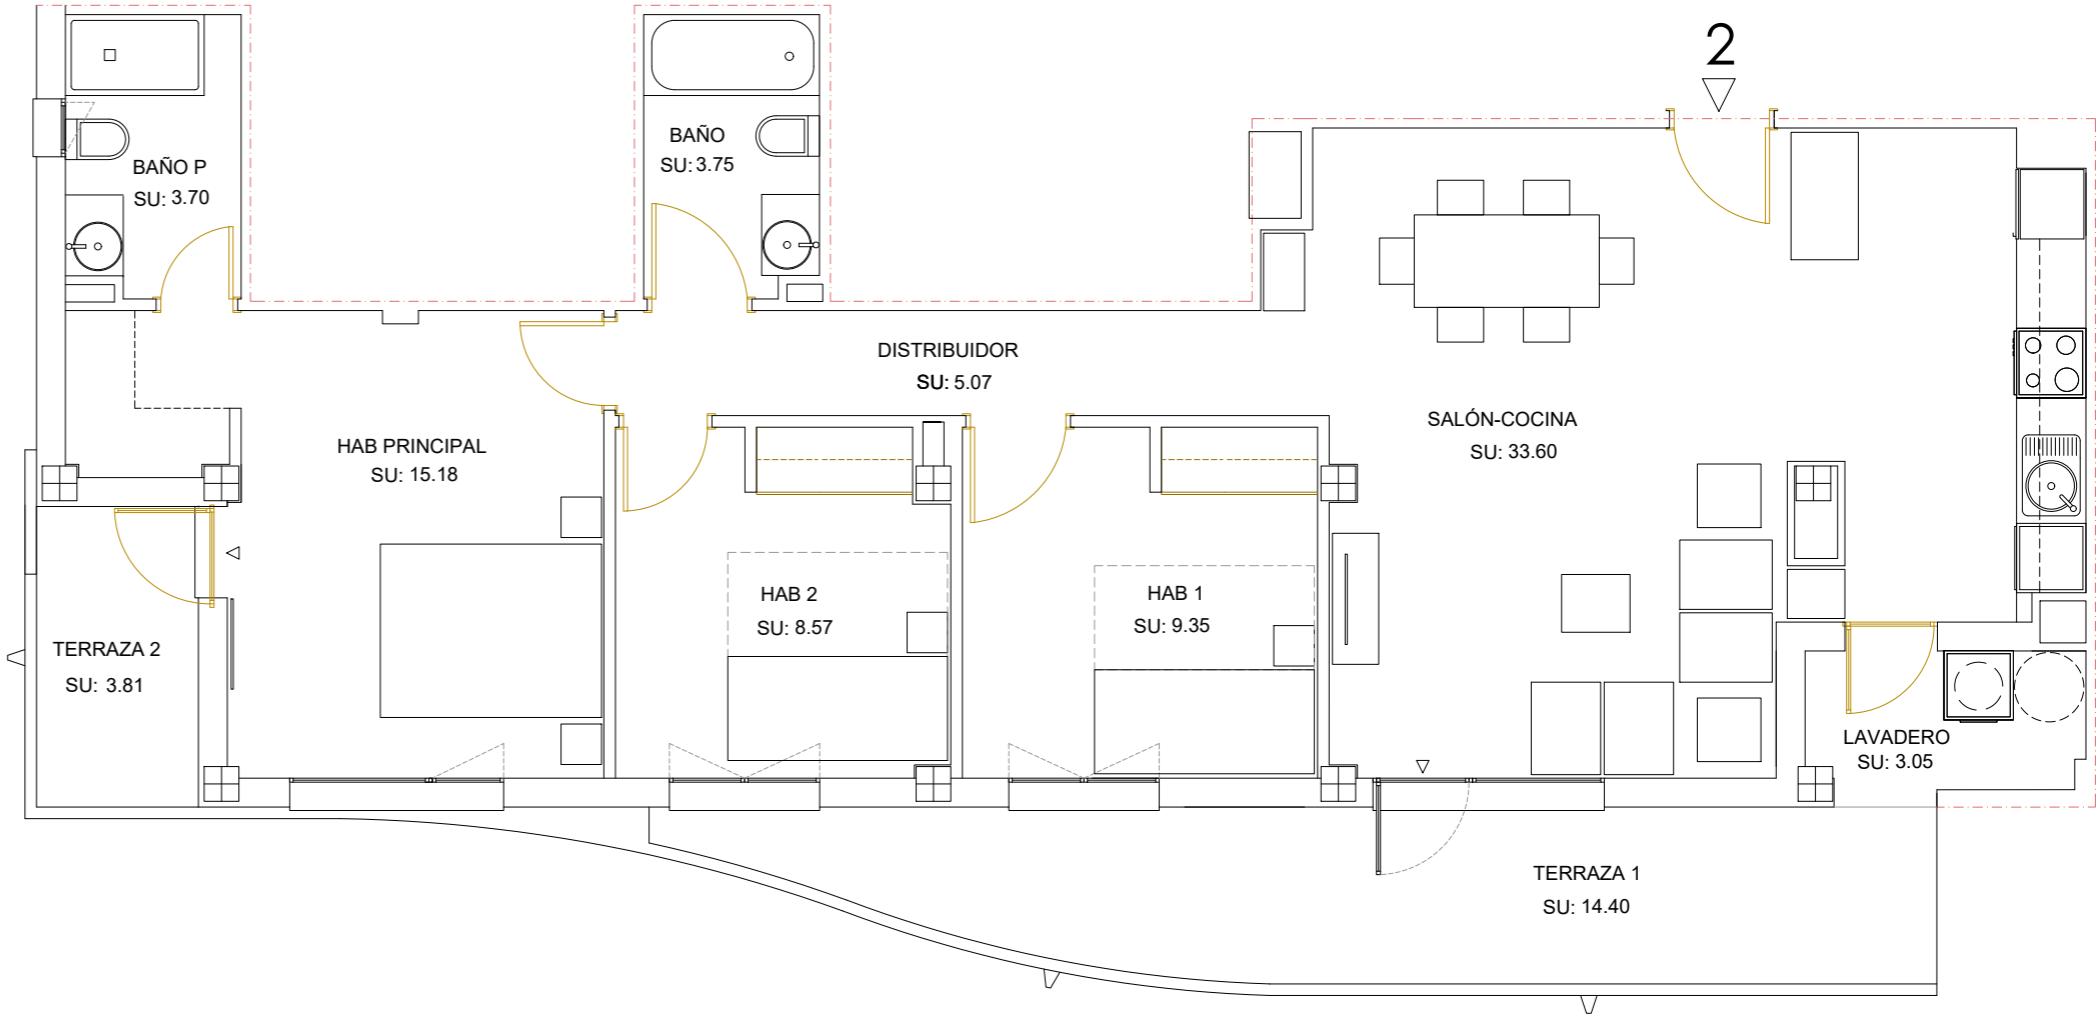 2
BAÑO P
SU: 3.70
BAÑO
SU: 3.75
DISTRIBUIDOR
SU: 5.07
SALÓN-COCINA
SU: 33.60
HAB PRINCIPAL
SU: 15.18
HAB 2
SU: 8.57
HAB 1
SU: 9.35
TERRAZA 2
SU: 3.81
LAVADERO
SU: 3.05
TERRAZA 1
SU: 14.40